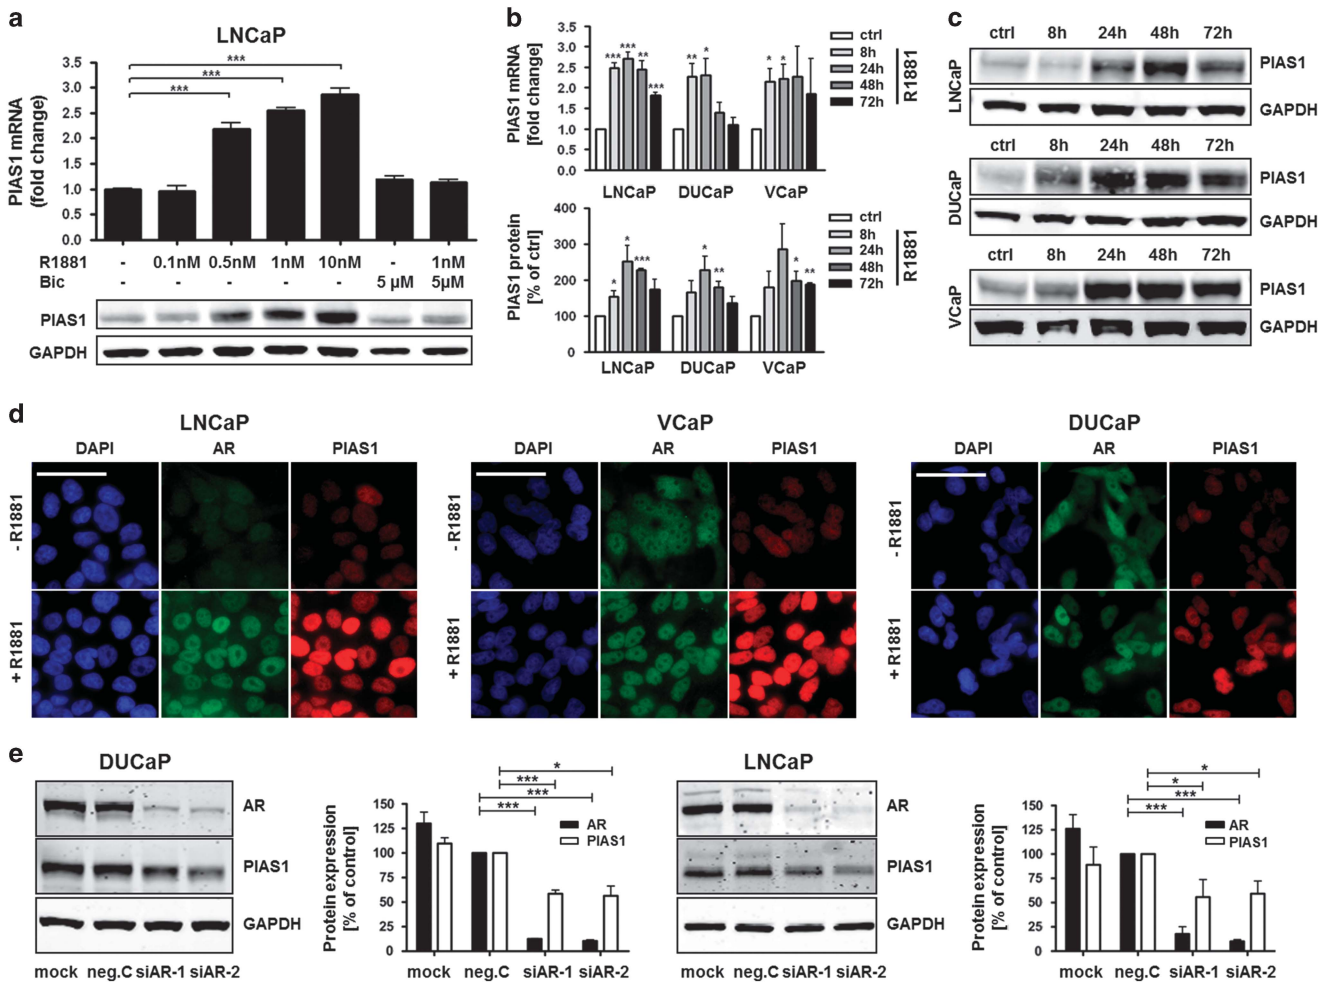 a
LNCaP
PIAS1 mRNA
(fold change)
3.5
3.0
2.5
2.0
1.5
1.0
0.5
0.0
***
***
***
R1881 - 0.1nM 0.5nM 1nM 10nM - 1nM
Bic - - - - - 5 µM 5µM
PIAS1
GAPDH
b
PIAS1 mRNA
[fold change]
3.5
3.0
2.5
2.0
1.5
1.0
0.5
0.0
*** *** ** *** ** * * *
LNCaP DUCaP VCaP
ctrl
8h
24h
48h
72h
R1881
PIAS1 protein
[% of ctrl]
400
300
200
100
0
* * *** * ** * **
LNCaP DUCaP VCaP
ctrl
8h
24h
48h
72h
R1881
c
ctrl 8h 24h 48h 72h
LNCaP
PIAS1
GAPDH
ctrl 8h 24h 48h 72h
DUCaP
PIAS1
GAPDH
ctrl 8h 24h 48h 72h
VCaP
PIAS1
GAPDH
d
LNCaP
DAPI AR PIAS1
- R1881
+ R1881
VCaP
DAPI AR PIAS1
- R1881
+ R1881
DUCaP
DAPI AR PIAS1
- R1881
+ R1881
e
DUCaP
AR
PIAS1
GAPDH
mock neg.C siAR-1 siAR-2
Protein expression
[% of control]
150
125
100
75
50
25
0
*
***
***
***
AR
PIAS1
mock neg.C siAR-1 siAR-2
LNCaP
AR
PIAS1
GAPDH
mock neg.C siAR-1 siAR-2
Protein expression
[% of control]
150
125
100
75
50
25
0
*
*
***
***
AR
PIAS1
mock neg.C siAR-1 siAR-2